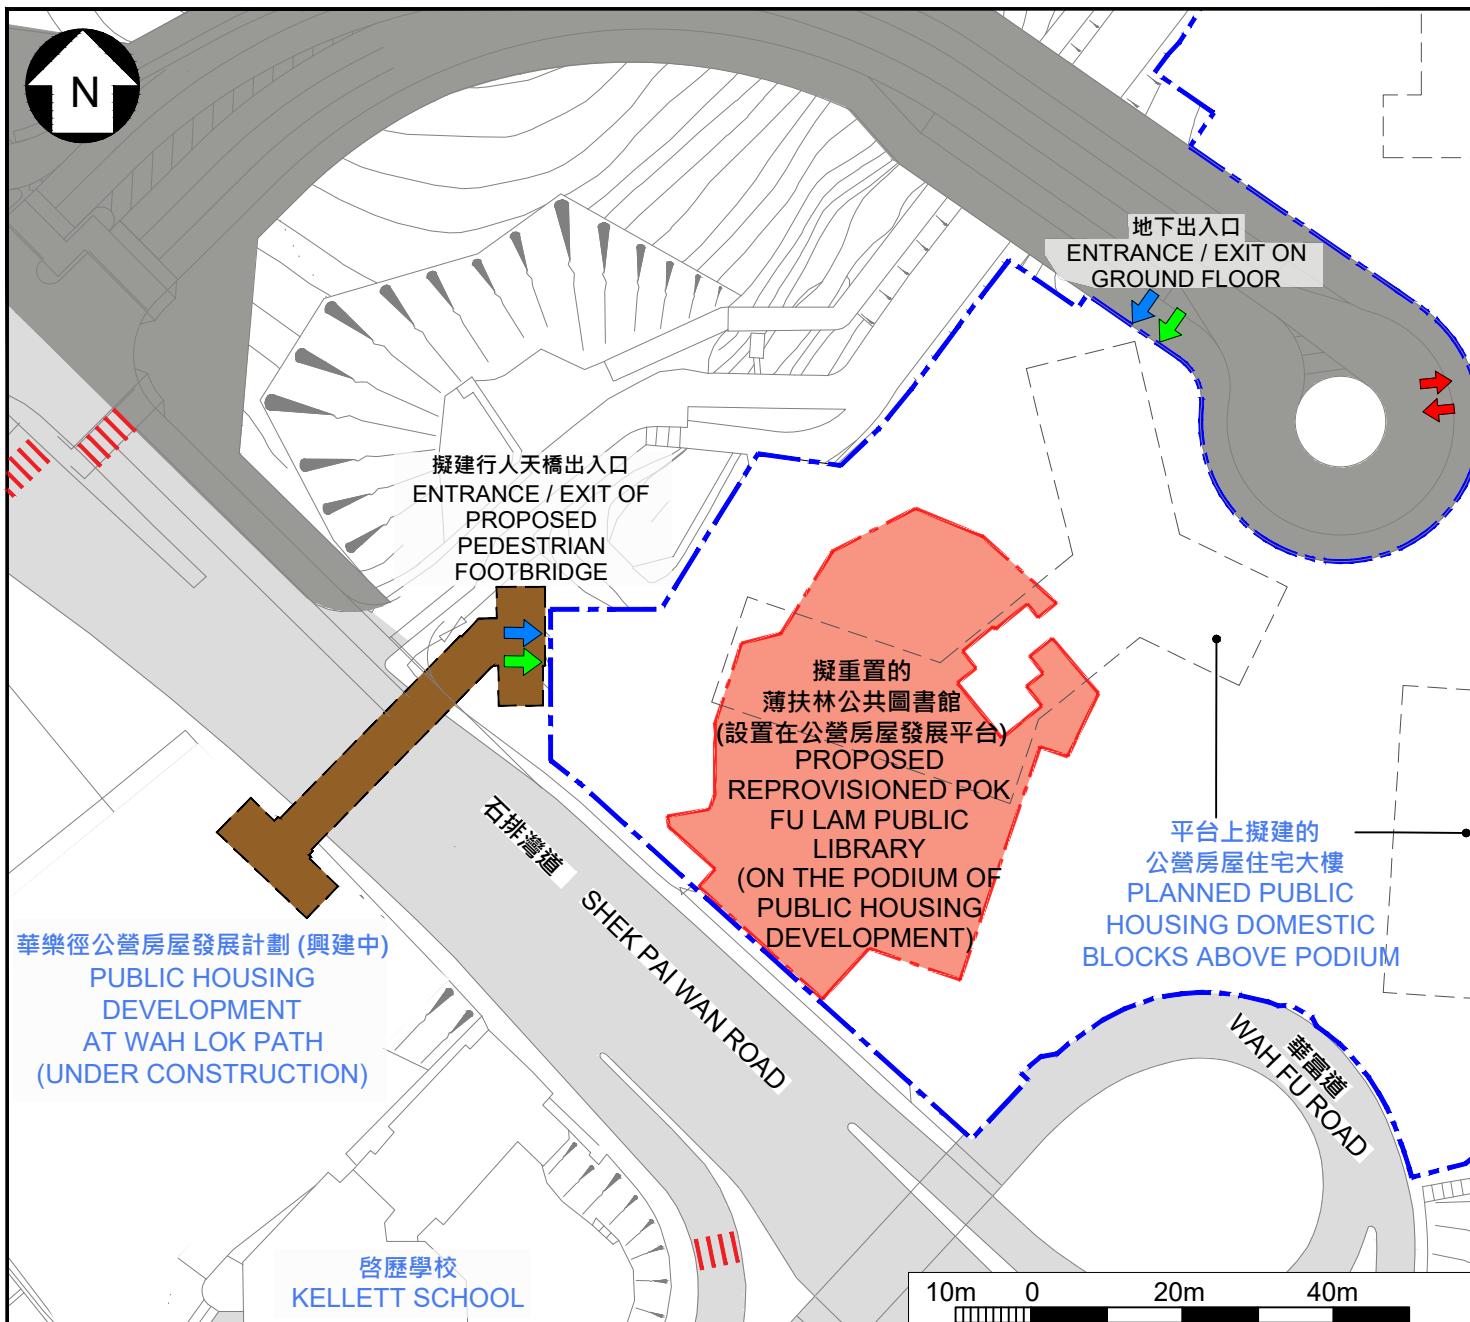 N
地下出入口
ENTRANCE / EXIT ON
GROUND FLOOR
擬建行人天橋出入口
ENTRANCE / EXIT OF
PROPOSED
PEDESTRIAN
FOOTBRIDGE
擬重置的
薄扶林公共圖書館
(設置在公營房屋發展平台)
PROPOSED
REPROVISIONED POK
FU LAM PUBLIC
LIBRARY
(ON THE PODIUM OF
PUBLIC HOUSING
DEVELOPMENT)
石排灣道
SHEK PAI WAN ROAD
平台上擬建的
公營房屋住宅大樓
PLANNED PUBLIC
HOUSING DOMESTIC
BLOCKS ABOVE PODIUM
華樂徑公營房屋發展計劃 (興建中)
PUBLIC HOUSING
DEVELOPMENT
AT WAH LOK PATH
(UNDER CONSTRUCTION)
華富道
WAH FU ROAD
啓歷學校
KELLETT SCHOOL
10m 0 20m 40m